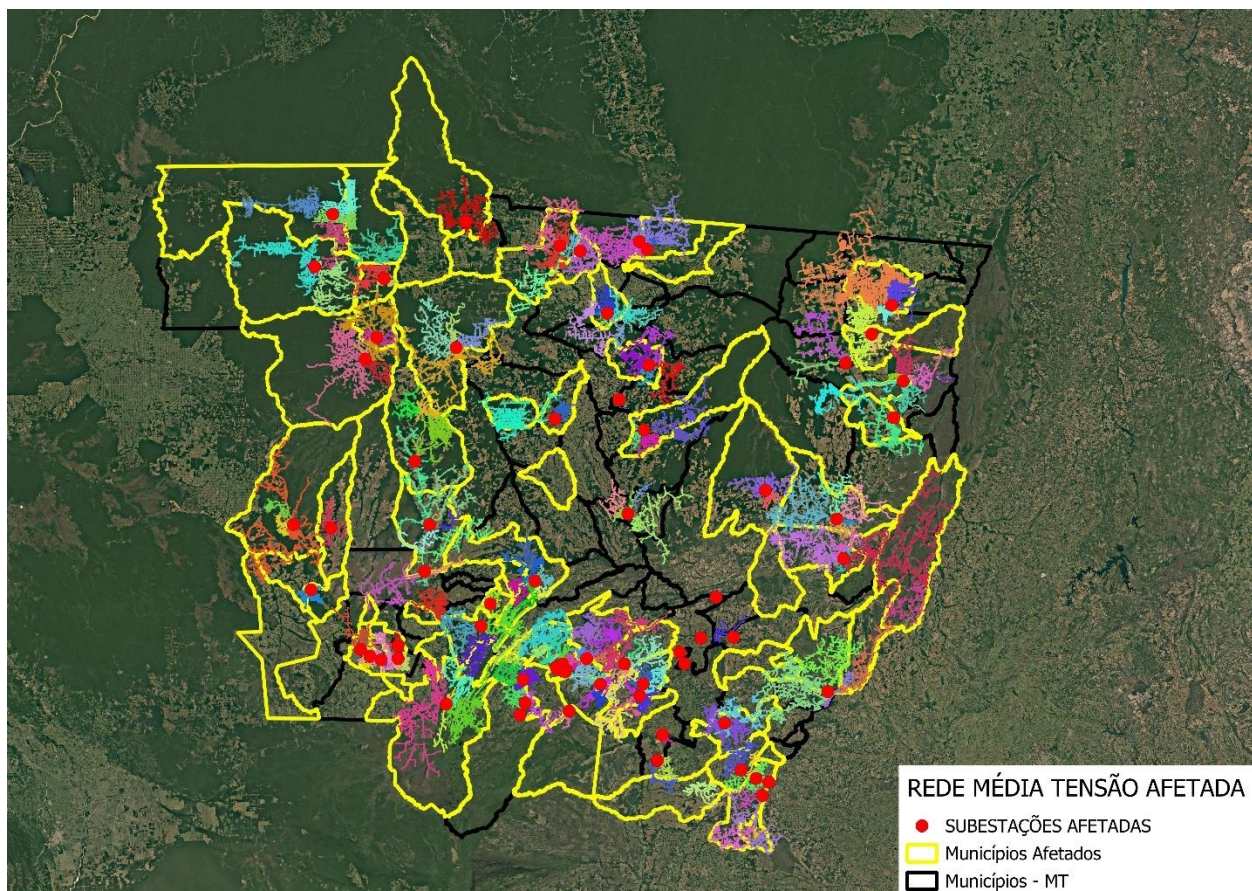 REDE MÉDIA TENSÃO AFETADA
SUBESTAÇÕES AFETADAS
Municípios Afetados
Municípios - MT